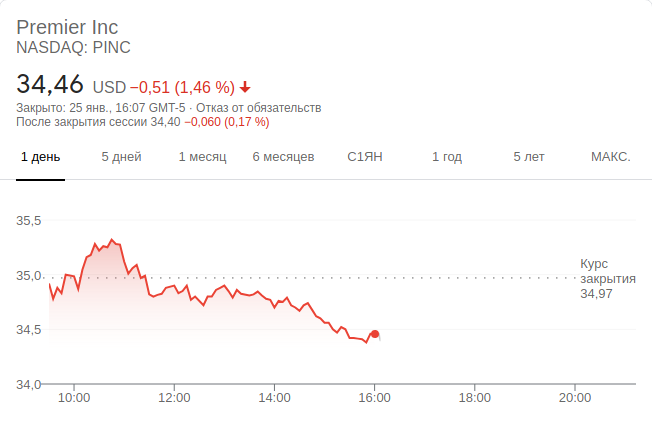 Premier Inc
NASDAQ: PINC
34,46 USD −0,51 (1,46 %)
Закрыто: 25 янв., 16:07 GMT-5 · Отказ от обязательств
После закрытия сессии 34,40 −0,060 (0,17 %)
1 день 5 дней 1 месяц 6 месяцев С1ЯН 1 год 5 лет МАКС.
35,5
35,0
34,5
34,0
Курс
закрытия
34,97
10:00 12:00 14:00 16:00 18:00 20:00